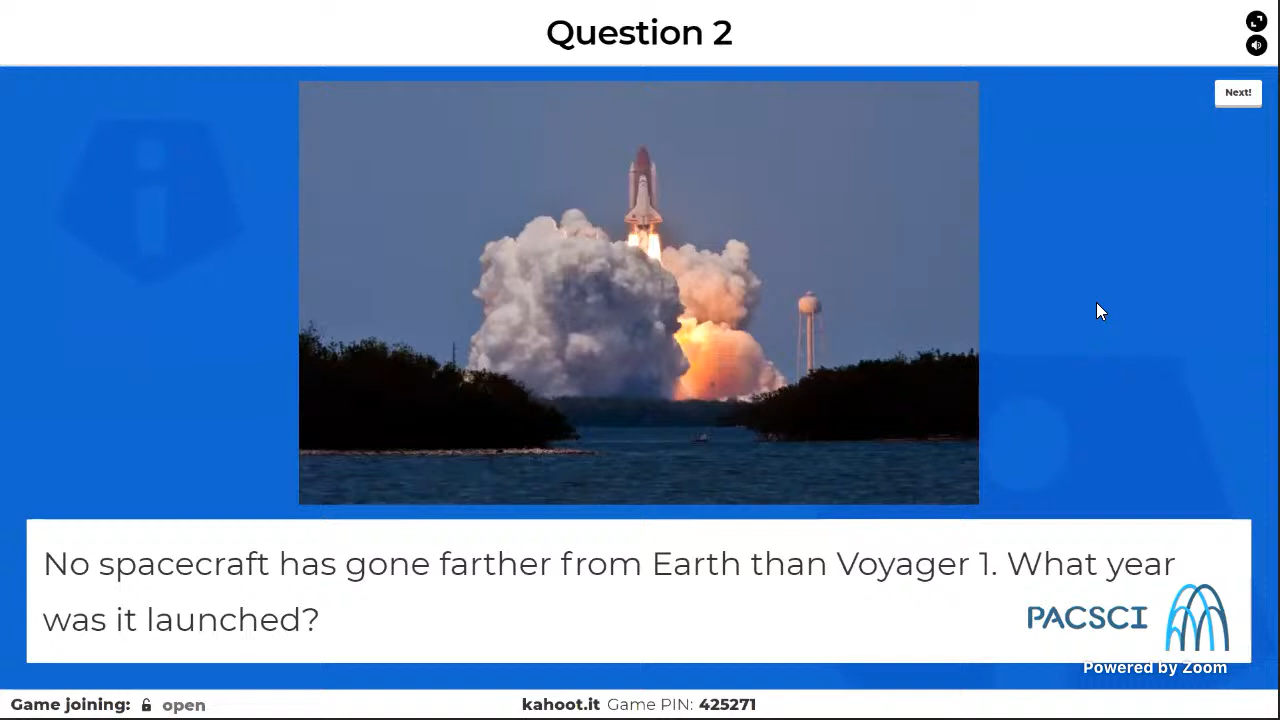 Question 2
Next!
No spacecraft has gone farther from Earth than Voyager 1. What year
was it launched?
PACSCI
Powered by Zoom
Game joining: open
kahoot.it Game PIN: 425271